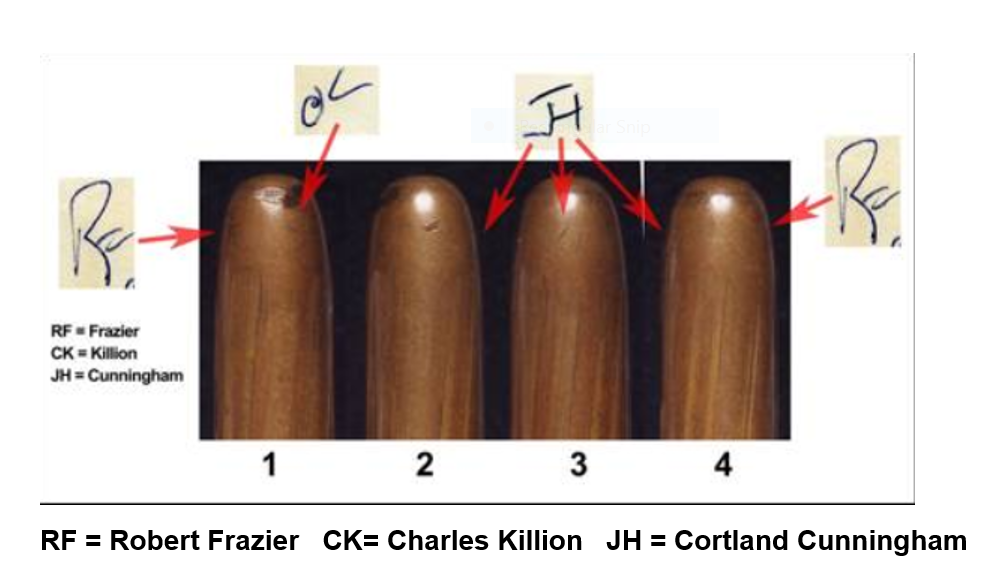 CK
JH
RF
RF
RF = Frazier
CK = Killion
JH = Cunningham
1 2 3 4
RF = Robert Frazier CK= Charles Killion JH = Cortland Cunningham